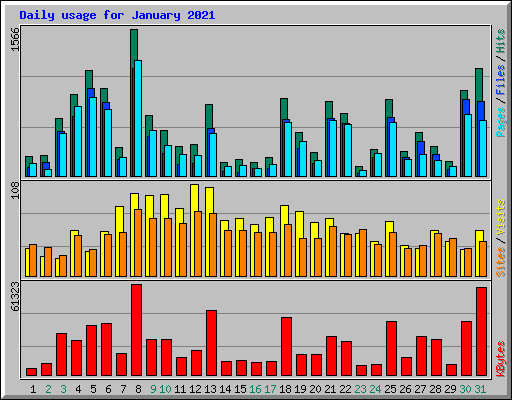 Daily usage for January 2021
1566
Pages / Files / Hits
108
Sites / Visits
61323
KBytes
1 2 3 4 5 6 7 8 9 10 11 12 13 14 15 16 17 18 19 20 21 22 23 24 25 26 27 28 29 30 31